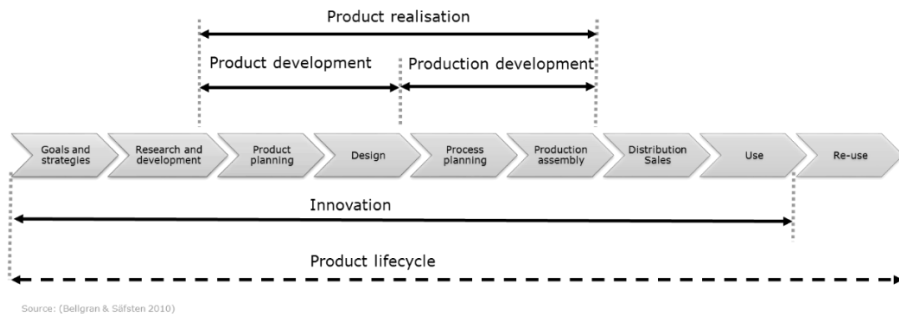 Product realisation
Product development
Production development
Goals and
strategies
Research and
development
Product
planning
Design
Process
planning
Production
assembly
Distribution
Sales
Use
Re-use
Innovation
Product lifecycle
Source: (Bellgran & Säfsten 2010)